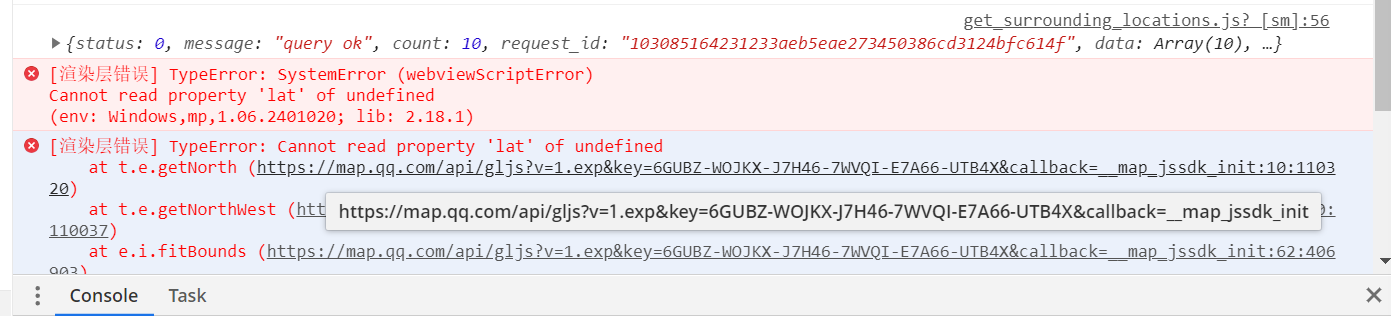 get_surrounding_locations.js? [sm]:56
{status: 0, message: "query ok", count: 10, request_id: "103085164231233aeb5eae273450386cd3124bfc614f", data: Array(10), …}
[渲染层错误] TypeError: SystemError (webviewScriptError)
Cannot read property 'lat' of undefined
(env: Windows,mp,1.06.2401020; lib: 2.18.1)
[渲染层错误] TypeError: Cannot read property 'lat' of undefined
at t.e.getNorth (https://map.qq.com/api/gljs?v=1.exp&key=6GUBZ-WOJKX-J7H46-7WVQI-E7A66-UTB4X&callback=__map_jssdk_init:10:1103
20)
at t.e.getNorthWest (htt
https://map.qq.com/api/gljs?v=1.exp&key=6GUBZ-WOJKX-J7H46-7WVQI-E7A66-UTB4X&callback=__map_jssdk_init
110037)
at e.i.fitBounds (https://map.qq.com/api/gljs?v=1.exp&key=6GUBZ-WOJKX-J7H46-7WVQI-E7A66-UTB4X&callback=__map_jssdk_init:62:406
903)
Console Task